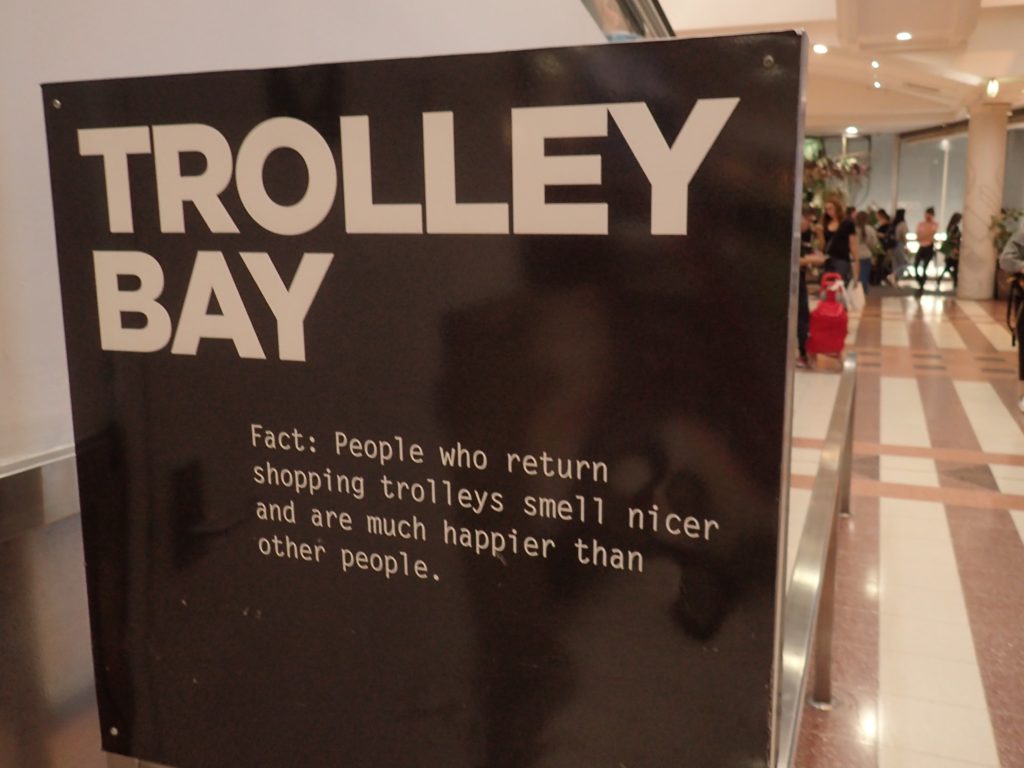 TROLLEY
BAY
Fact: People who return
shopping trolleys smell nicer
and are much happier than
other people.